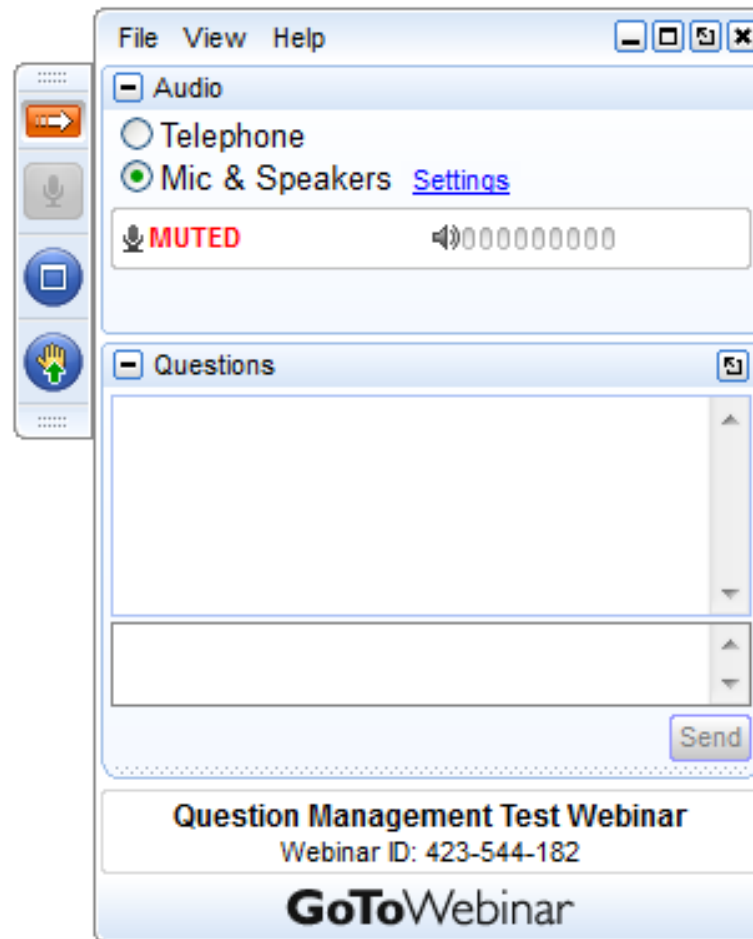 File View Help
Audio
Telephone
Mic & Speakers Settings
MUTED
Questions
Send
Question Management Test Webinar
Webinar ID: 423-544-182
GoToWebinar